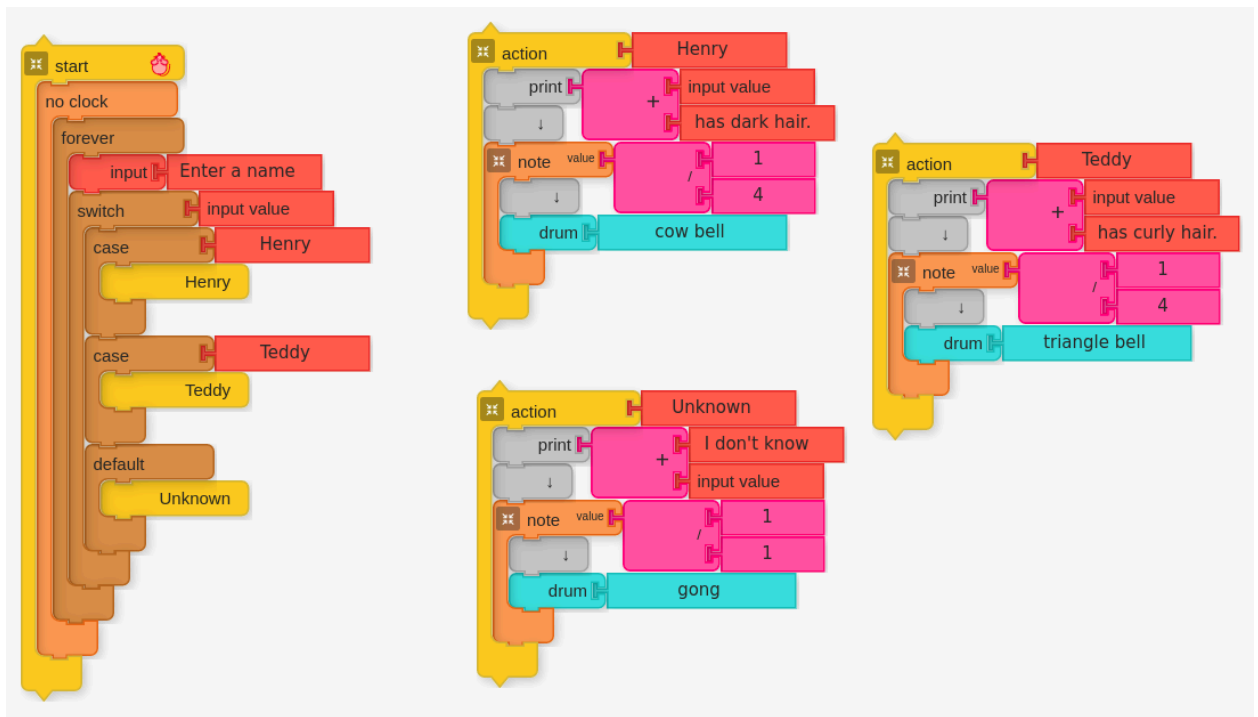 start
no clock
forever
input Enter a name
switch input value
case Henry
Henry
case Teddy
Teddy
default
Unknown
action Henry
print + input value
has dark hair.
↓
note value / 1
4
↓
drum cow bell
action Unknown
print + I don't know
input value
↓
note value / 1
1
↓
drum gong
action Teddy
print + input value
has curly hair.
↓
note value / 1
4
↓
drum triangle bell